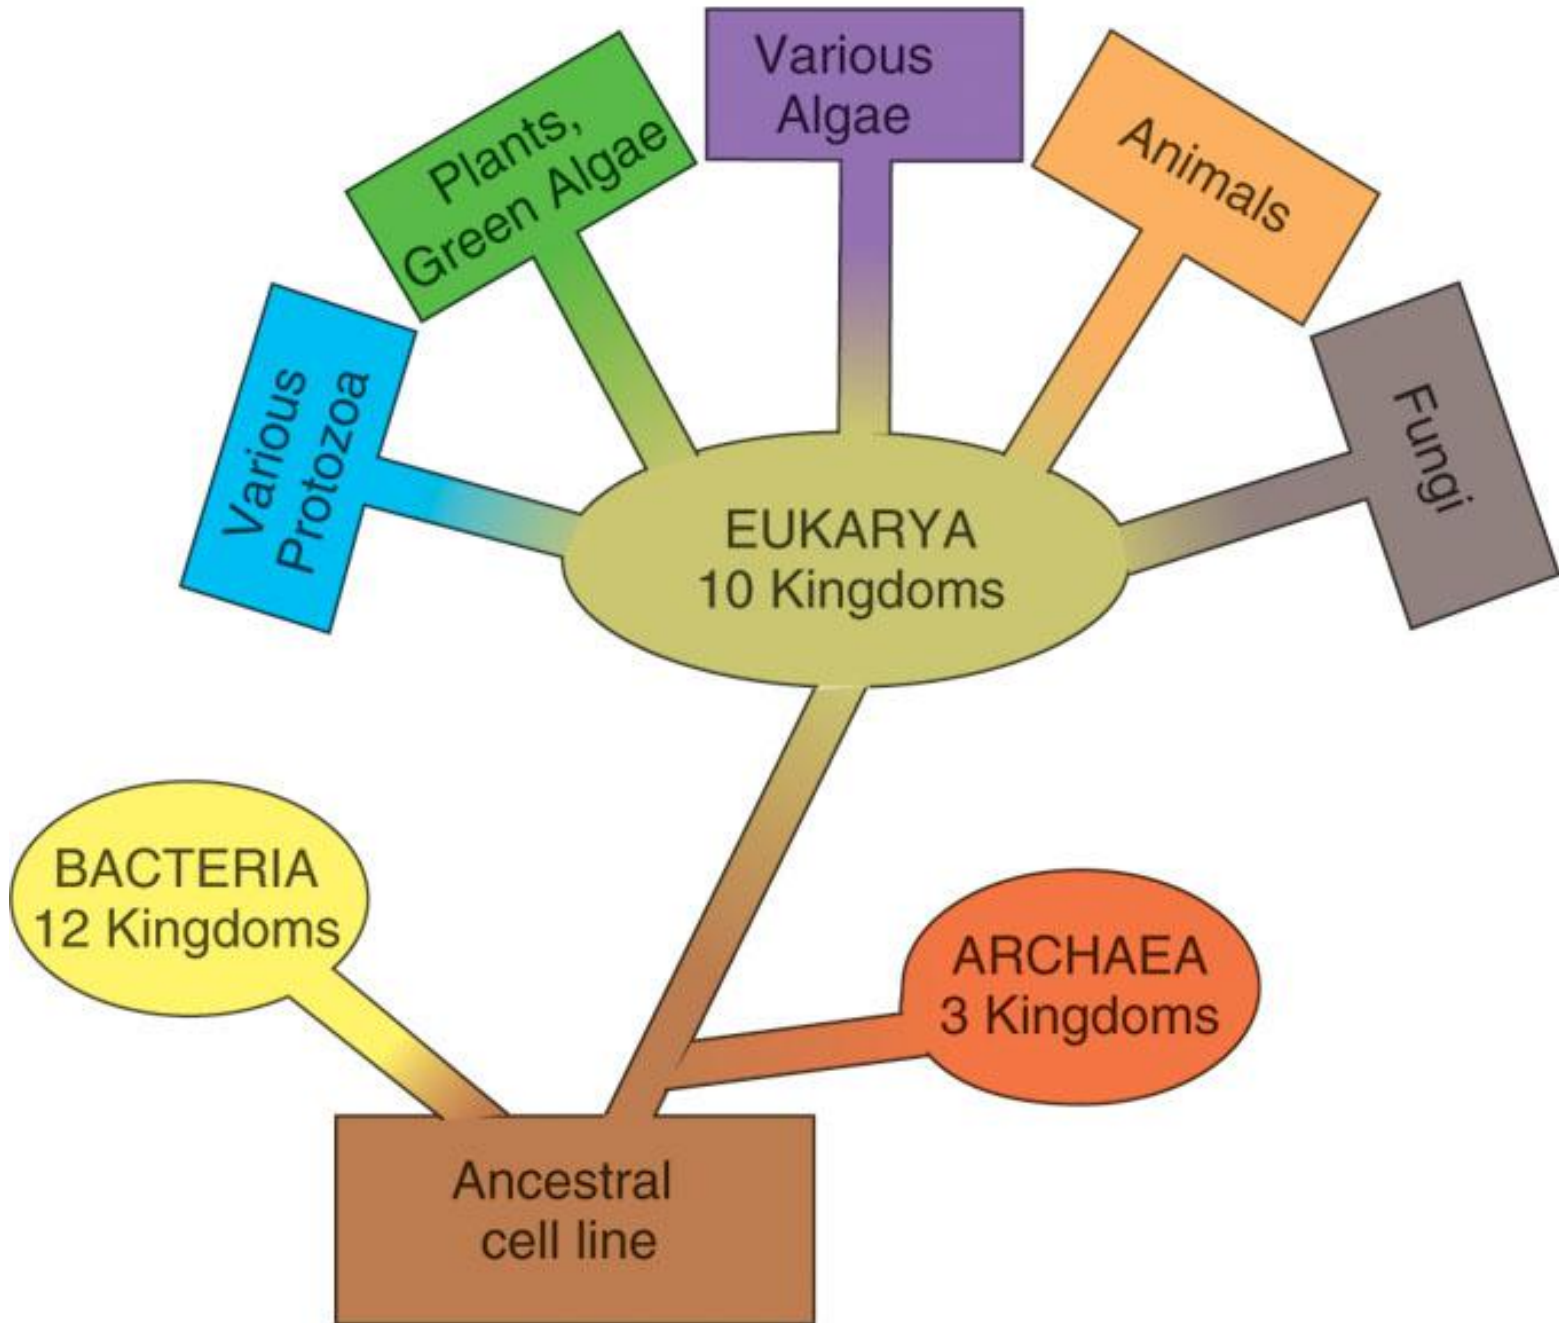 Various
Algae
Plants,
Green Algae
Animals
Various
Protozoa
Fungi
EUKARYA
10 Kingdoms
BACTERIA
12 Kingdoms
ARCHAEA
3 Kingdoms
Ancestral
cell line